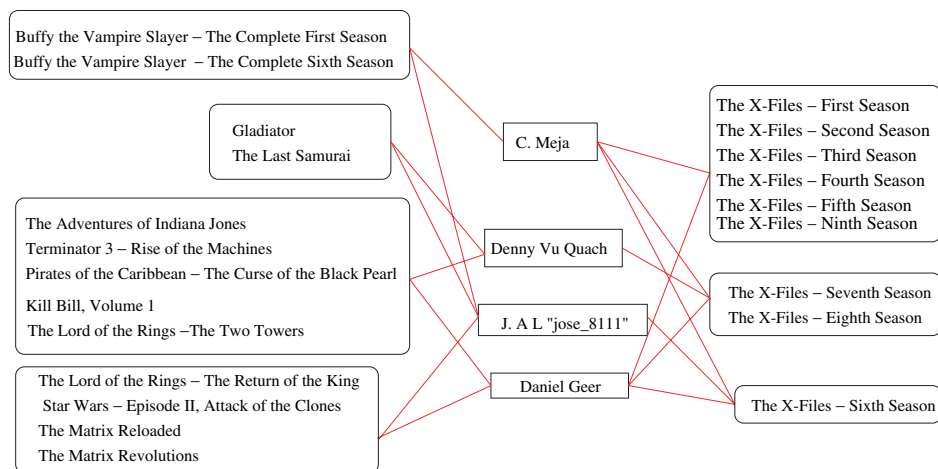 Buffy the Vampire Slayer – The Complete First Season
Buffy the Vampire Slayer – The Complete Sixth Season
Gladiator
The Last Samurai
The Adventures of Indiana Jones
Terminator 3 – Rise of the Machines
Pirates of the Caribbean – The Curse of the Black Pearl
Kill Bill, Volume 1
The Lord of the Rings –The Two Towers
The Lord of the Rings – The Return of the King
Star Wars – Episode II, Attack of the Clones
The Matrix Reloaded
The Matrix Revolutions
C. Meja
Denny Vu Quach
J. A L "jose_8111"
Daniel Geer
The X-Files – First Season
The X-Files – Second Season
The X-Files – Third Season
The X-Files – Fourth Season
The X-Files – Fifth Season
The X-Files – Ninth Season
The X-Files – Seventh Season
The X-Files – Eighth Season
The X-Files – Sixth Season